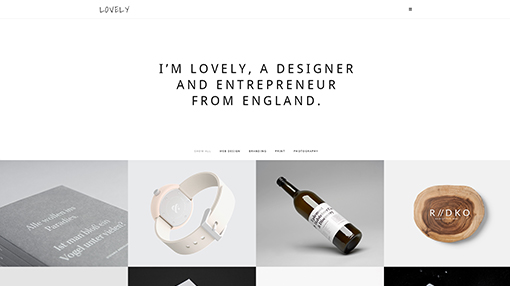 LOVELY
I'M LOVELY, A DESIGNER
AND ENTREPRENEUR
FROM ENGLAND.
SHOW ALL WEB DESIGN BRANDING PRINT PHOTOGRAPHY
Alle wollen ins
Paradies.
Ist man bloß ein
Vogel unter vielen?
R//DKO